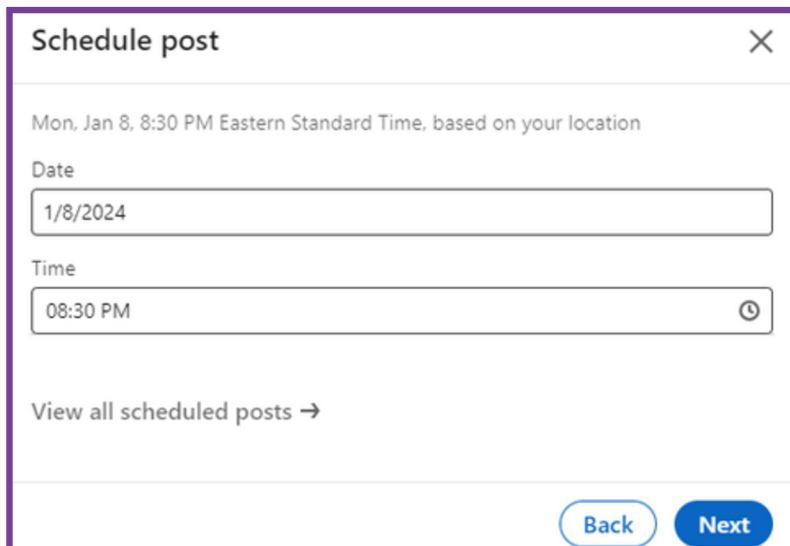 Schedule post
Mon, Jan 8, 8:30 PM Eastern Standard Time, based on your location
Date
1/8/2024
Time
08:30 PM
View all scheduled posts →
Back
Next